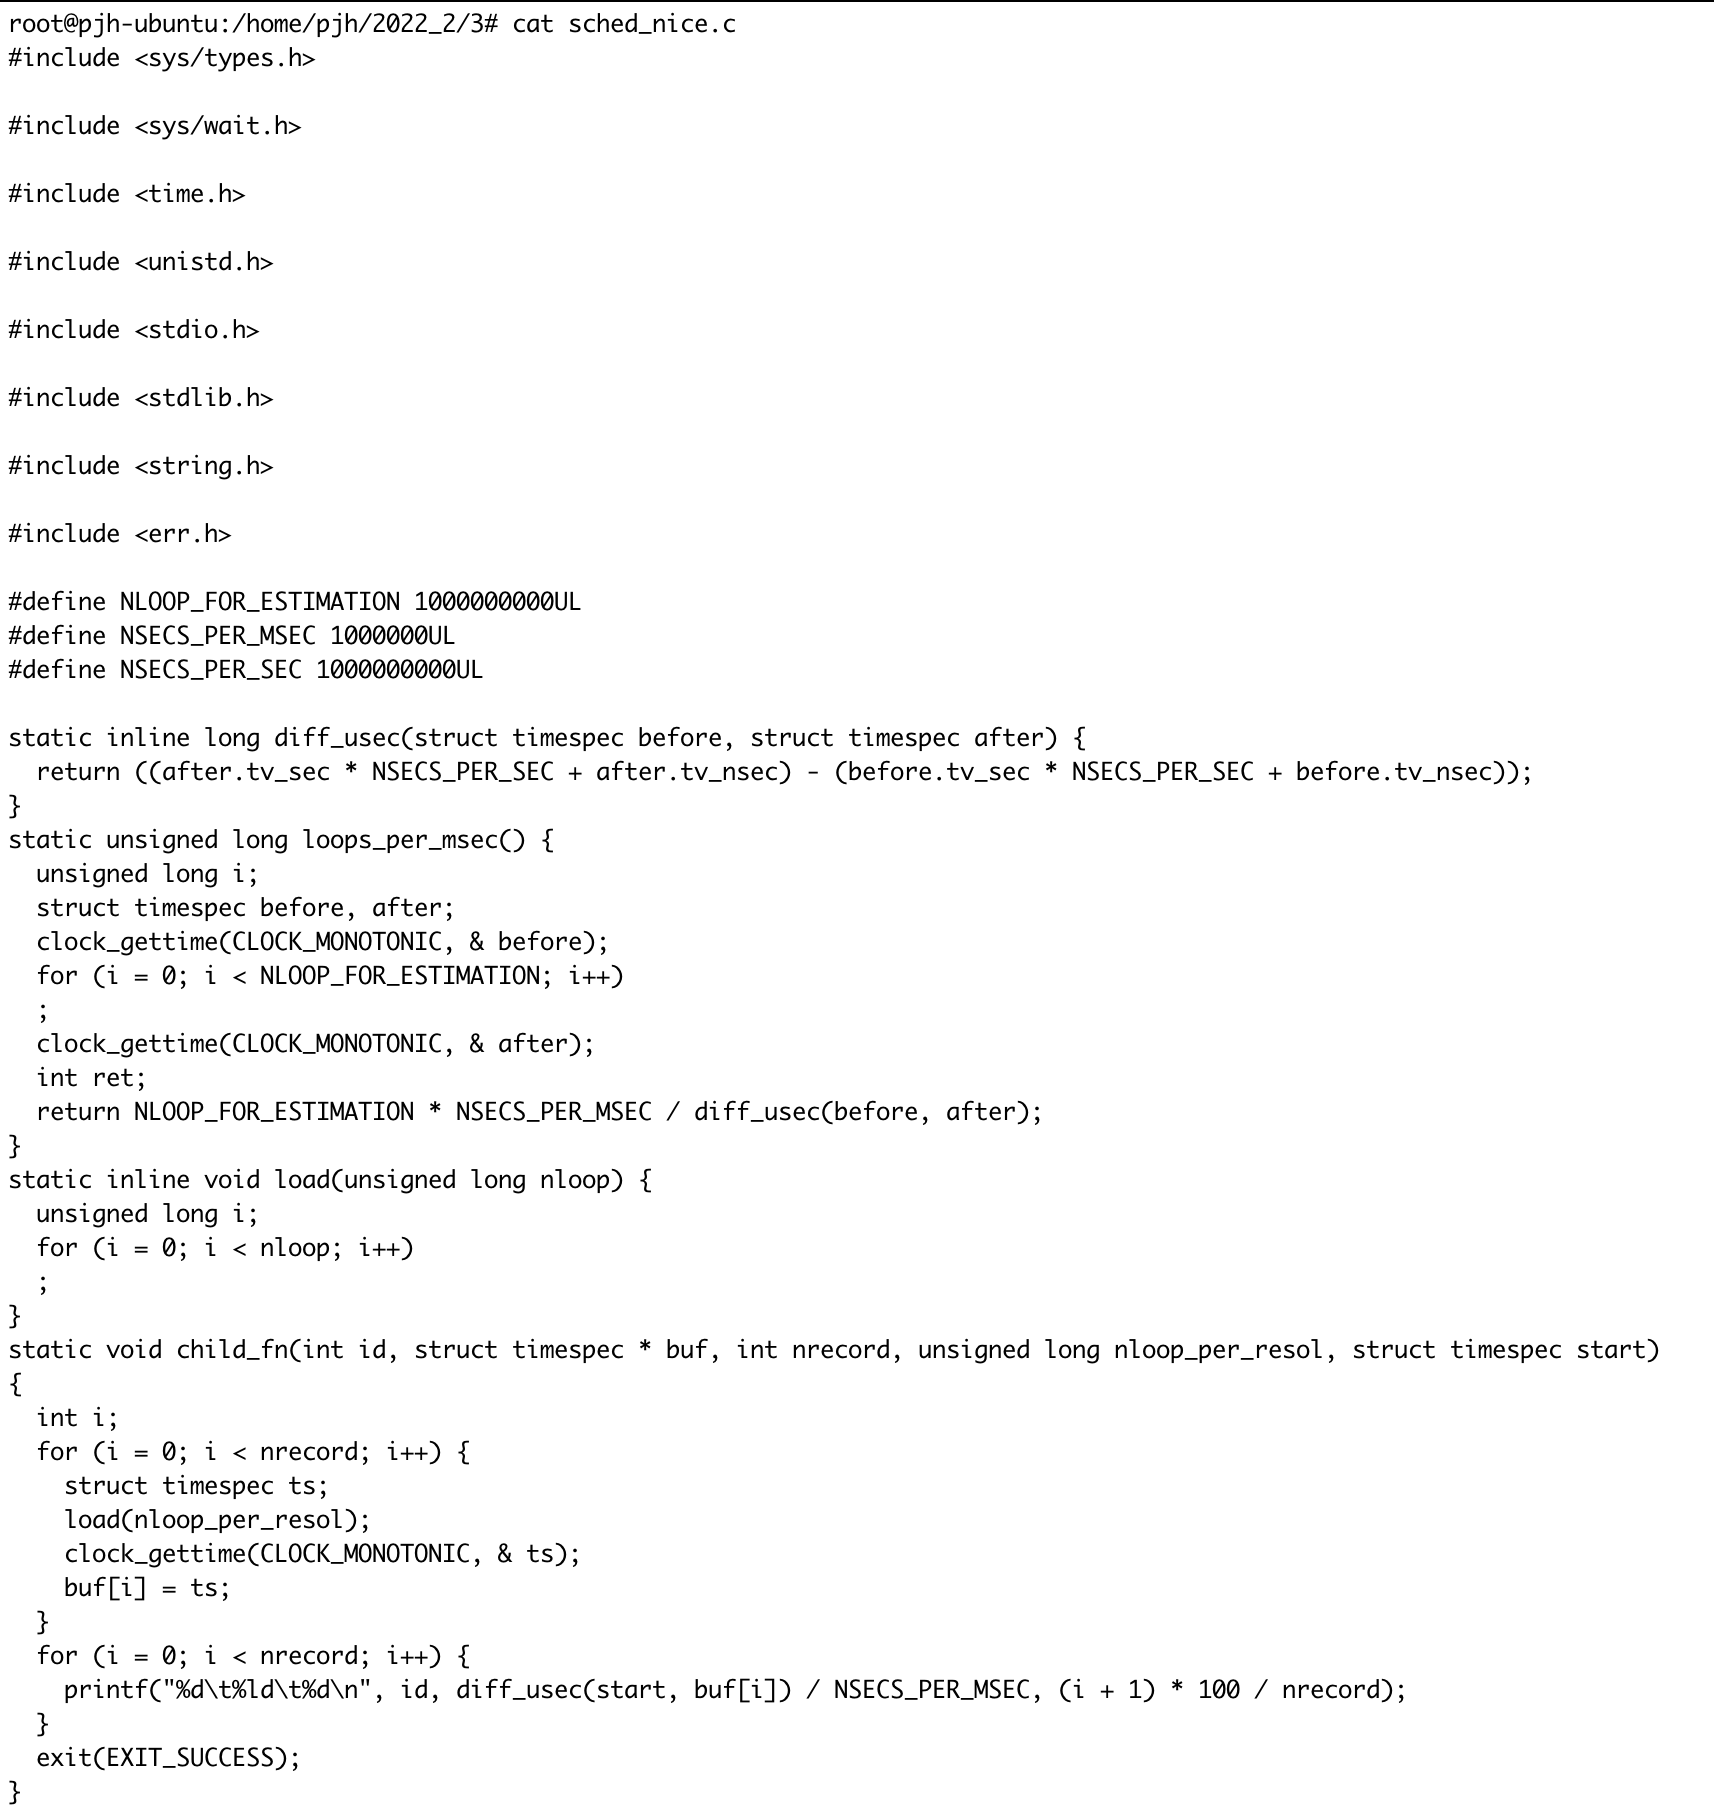 root@pjh-ubuntu:/home/pjh/2022_2/3# cat sched_nice.c
#include <sys/types.h>

#include <sys/wait.h>

#include <time.h>

#include <unistd.h>

#include <stdio.h>

#include <stdlib.h>

#include <string.h>

#include <err.h>

#define NLOOP_FOR_ESTIMATION 1000000000UL
#define NSECS_PER_MSEC 1000000UL
#define NSECS_PER_SEC 1000000000UL

static inline long diff_usec(struct timespec before, struct timespec after) {
  return ((after.tv_sec * NSECS_PER_SEC + after.tv_nsec) - (before.tv_sec * NSECS_PER_SEC + before.tv_nsec));
}
static unsigned long loops_per_msec() {
  unsigned long i;
  struct timespec before, after;
  clock_gettime(CLOCK_MONOTONIC, & before);
  for (i = 0; i < NLOOP_FOR_ESTIMATION; i++)
  ;
  clock_gettime(CLOCK_MONOTONIC, & after);
  int ret;
  return NLOOP_FOR_ESTIMATION * NSECS_PER_MSEC / diff_usec(before, after);
}
static inline void load(unsigned long nloop) {
  unsigned long i;
  for (i = 0; i < nloop; i++)
  ;
}
static void child_fn(int id, struct timespec * buf, int nrecord, unsigned long nloop_per_resol, struct timespec start)
{
  int i;
  for (i = 0; i < nrecord; i++) {
    struct timespec ts;
    load(nloop_per_resol);
    clock_gettime(CLOCK_MONOTONIC, & ts);
    buf[i] = ts;
  }
  for (i = 0; i < nrecord; i++) {
    printf("%d\t%ld\t%d\n", id, diff_usec(start, buf[i]) / NSECS_PER_MSEC, (i + 1) * 100 / nrecord);
  }
  exit(EXIT_SUCCESS);
}